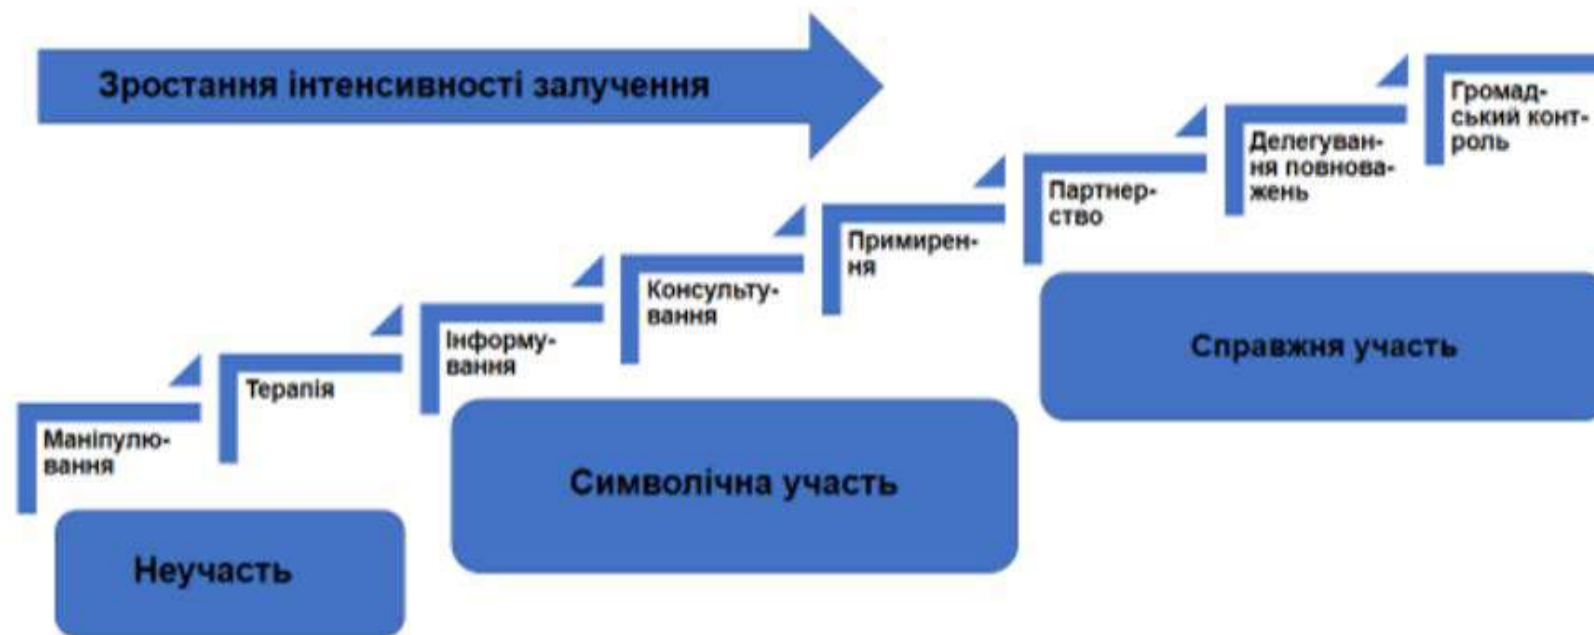 Зростання інтенсивності залучення
Маніпулю-
вання
Терапія
Інформу-
вання
Консульту-
вання
Примирен-
ня
Партнер-
ство
Делегуван-
ня повнова-
жень
Громад-
ський конт-
роль
Неучасть
Символічна участь
Справжня участь